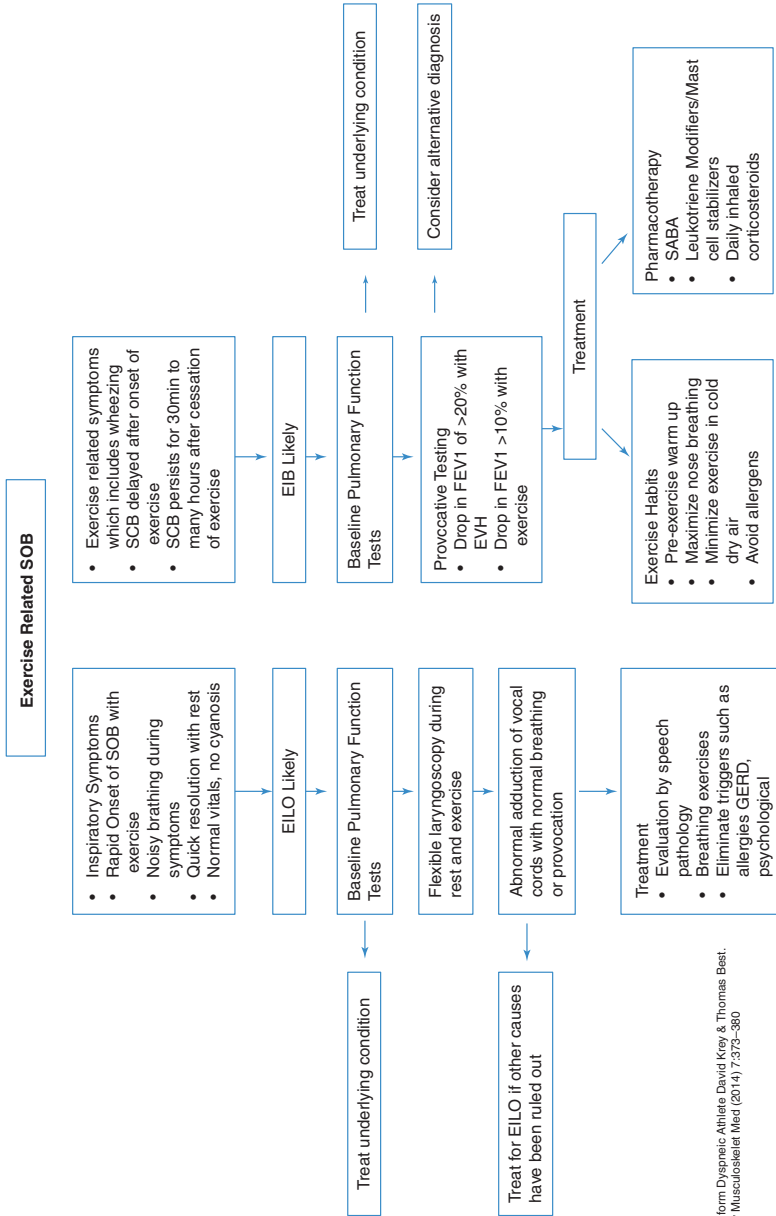 Exercise Related SOB
• Inspiratory Symptoms
• Rapid Onset of SOB with
exercise
• Noisy brathing during
symptoms
• Quick resolution with rest
• Normal vitals, no cyanosis
EILO Likely
Baseline Pulmonary Function
Tests
Treat underlying condition
Flexible laryngoscopy during
rest and exercise
Abnormal adduction of vocal
cords with normal breathing
or provocation
Treat for EILO if other causes
have been ruled out
Treatment
• Evaluation by speech
pathology
• Breathing exercises
• Eliminate triggers such as
allergies GERD,
psychological
• Exercise related symptoms
which includes wheezing
• SCB delayed after onset of
exercise
• SCB persists for 30min to
many hours after cessation
of exercise
EIB Likely
Baseline Pulmonary Function
Tests
Treat underlying condition
Provccative Testing
• Drop in FEV1 of >20% with
EVH
• Drop in FEV1 >10% with
exercise
Consider alternative diagnosis
Treatment
Exercise Habits
• Pre-exercise warm up
• Maximize nose breathing
• Minimize exercise in cold
dry air
• Avoid allergens
Pharmacotherapy
• SABA
• Leukotriene Modifiers/Mast
cell stabilizers
• Daily inhaled
corticosteroids
form Dyspneic Athlete David Krey & Thomas Best.
Musculoskelet Med (2014) 7:373–380